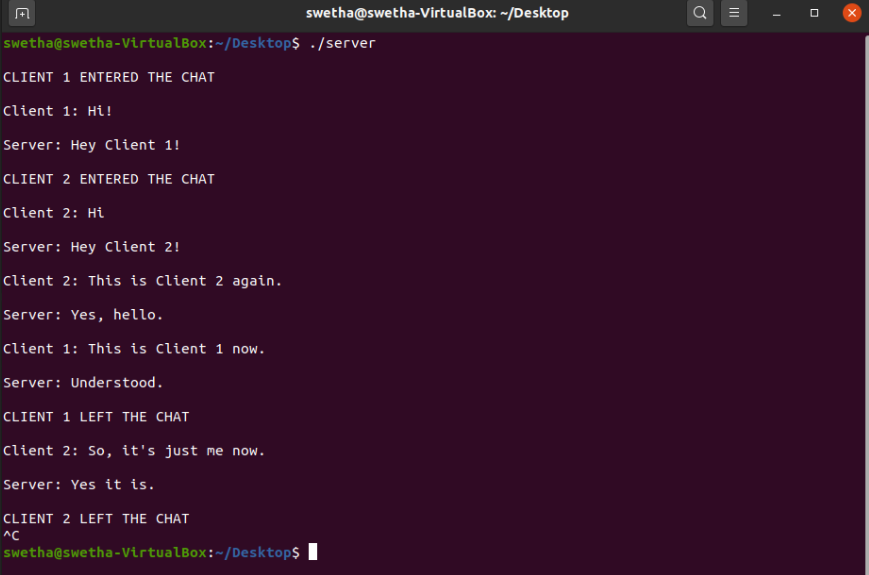 swetha@swetha-VirtualBox: ~/Desktop
swetha@swetha-VirtualBox:~/Desktop$ ./server
CLIENT 1 ENTERED THE CHAT
Client 1: Hi!
Server: Hey Client 1!
CLIENT 2 ENTERED THE CHAT
Client 2: Hi
Server: Hey Client 2!
Client 2: This is Client 2 again.
Server: Yes, hello.
Client 1: This is Client 1 now.
Server: Understood.
CLIENT 1 LEFT THE CHAT
Client 2: So, it's just me now.
Server: Yes it is.
CLIENT 2 LEFT THE CHAT
^C
swetha@swetha-VirtualBox:~/Desktop$